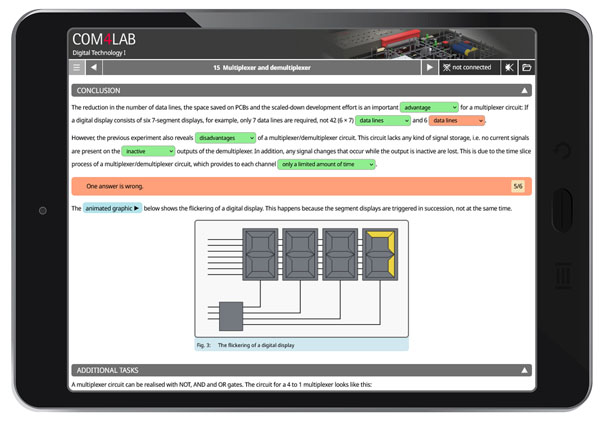 COM4LAB
Digital Technology I
15 Multiplexer and demultiplexer
not connected
CONCLUSION
The reduction in the number of data lines, the space saved on PCBs and the scaled-down development effort is an important advantage for a multiplexer circuit: If
a digital display consists of six 7-segment displays, for example, only 7 data lines are required, not 42 (6 × 7) data lines and 6 data lines .
However, the previous experiment also reveals disadvantages of a multiplexer/demultiplexer circuit. This circuit lacks any kind of signal storage, i.e. no current signals
are present on the inactive outputs of the demultiplexer. In addition, any signal changes that occur while the output is inactive are lost. This is due to the time slice
process of a multiplexer/demultiplexer circuit, which provides to each channel only a limited amount of time .
One answer is wrong. 5/6
The animated graphic ▶ below shows the flickering of a digital display. This happens because the segment displays are triggered in succession, not at the same time.
Fig. 3: The flickering of a digital display
ADDITIONAL TASKS
A multiplexer circuit can be realised with NOT, AND and OR gates. The circuit for a 4 to 1 multiplexer looks like this: